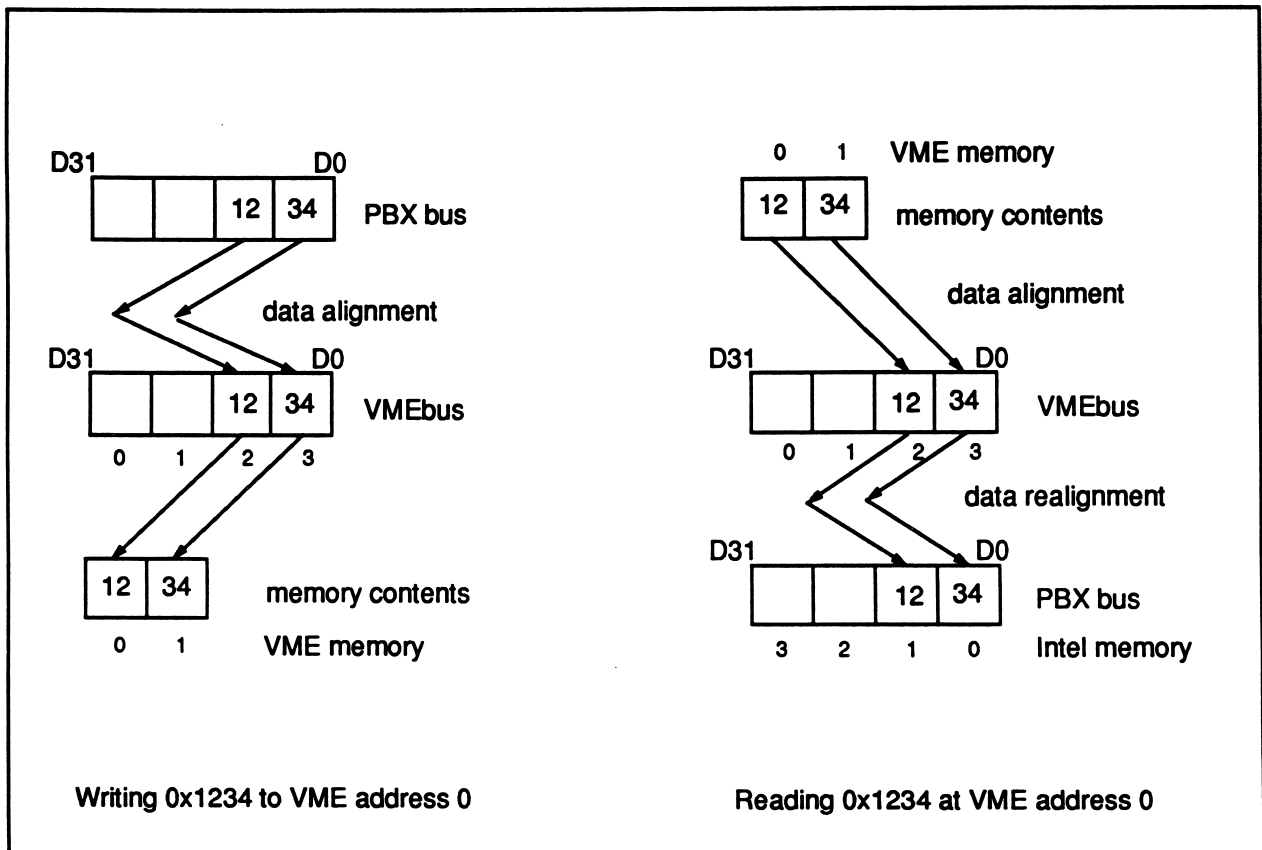 D31 D0
12 34 PBX bus
data alignment
D31 D0
12 34 VMEbus
0 1 2 3
12 34 memory contents
0 1 VME memory
Writing 0x1234 to VME address 0
0 1 VME memory
12 34 memory contents
data alignment
D31 D0
12 34 VMEbus
0 1 2 3
data realignment
D31 D0
12 34 PBX bus
3 2 1 0 Intel memory
Reading 0x1234 at VME address 0